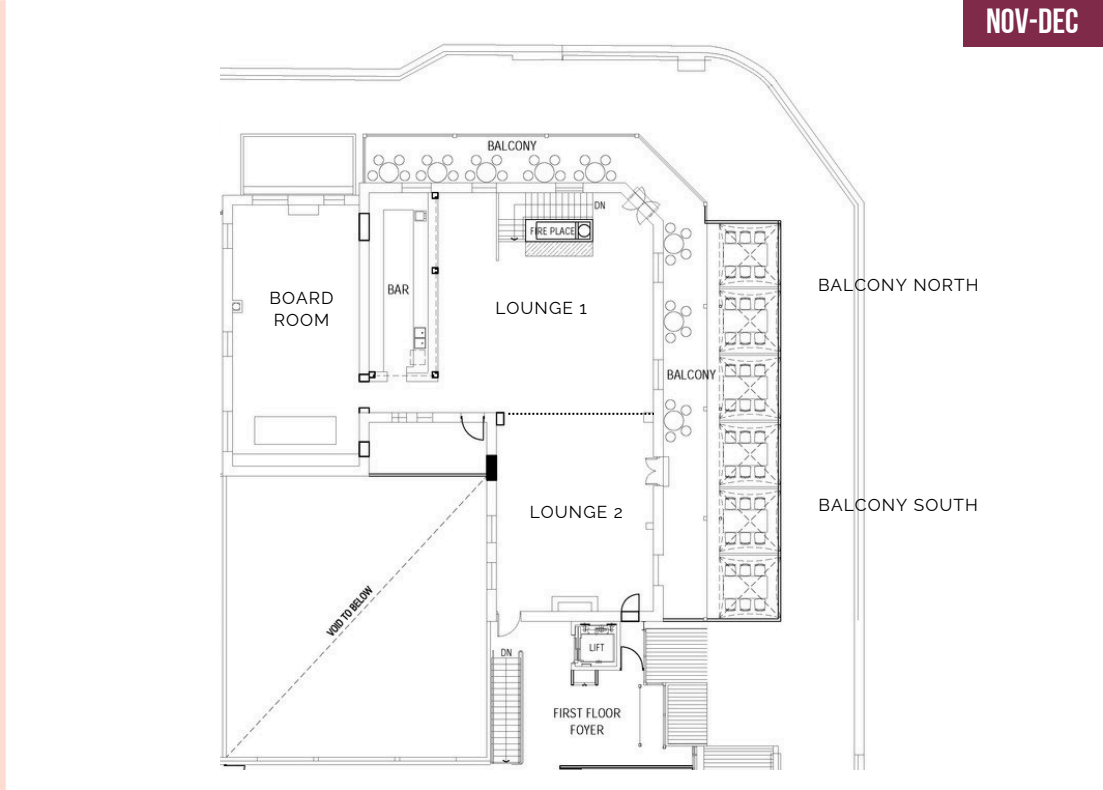 NOV-DEC
BALCONY
DN
FIRE PLACE
BALCONY NORTH
BAR
BOARD
ROOM
LOUNGE 1
BALCONY
BALCONY SOUTH
LOUNGE 2
VOID TO BELOW
LIFT
DN
FIRST FLOOR
FOYER